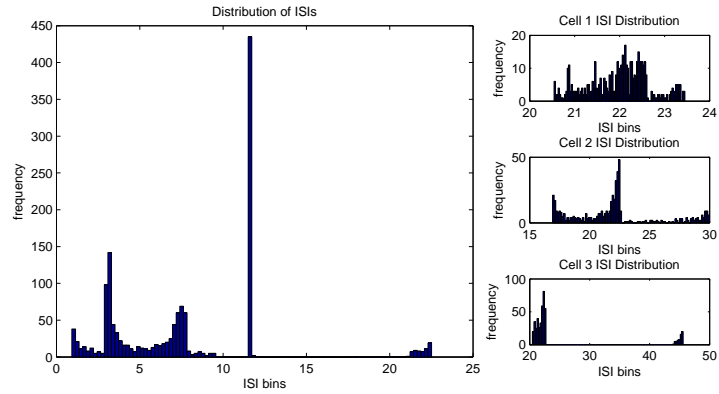 Distribution of ISIs
450
400
350
300
250
200
150
100
50
0
frequency
0 5 10 15 20 25
ISI bins
Cell 1 ISI Distribution
20
10
0
frequency
20 21 22 23 24
ISI bins
Cell 2 ISI Distribution
50
0
frequency
15 20 25 30
ISI bins
Cell 3 ISI Distribution
100
50
0
frequency
20 30 40 50
ISI bins